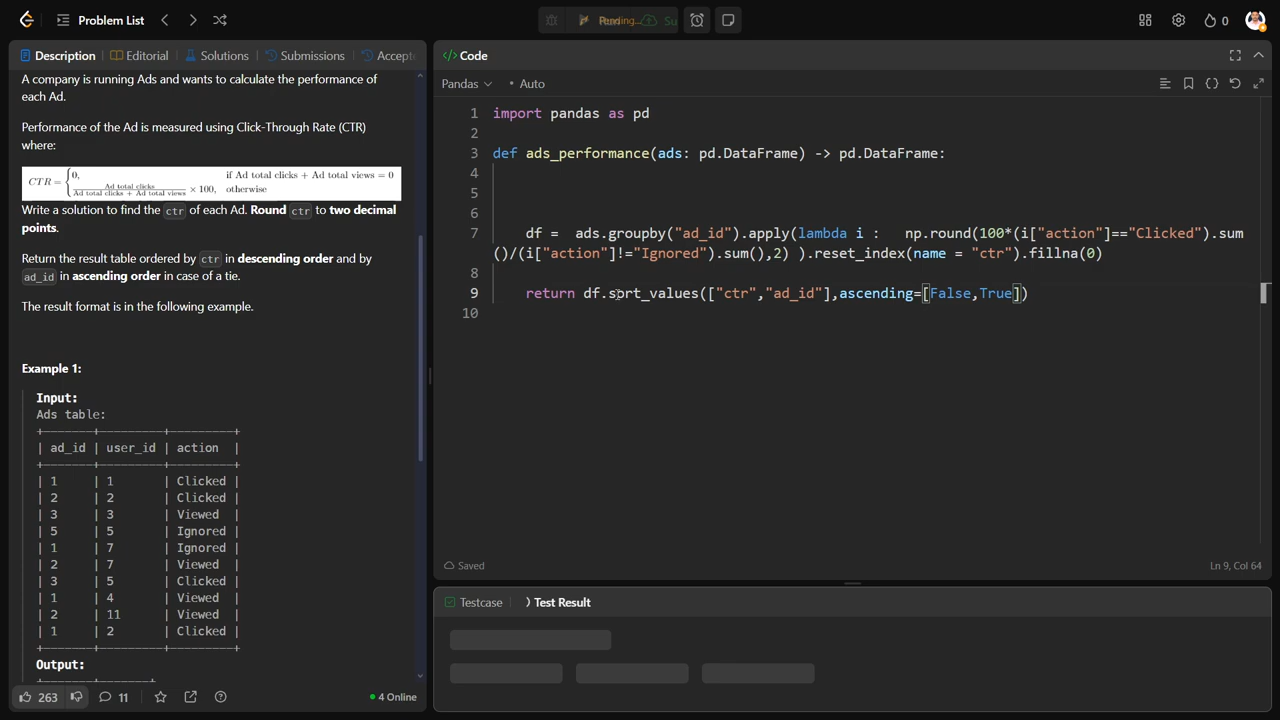 Problem List
Pending...
0
Description
Editorial
Solutions
Submissions
A company is running Ads and wants to calculate the performance of
each Ad.
Performance of the Ad is measured using Click-Through Rate (CTR)
where:
CTR = { 0, if Ad total clicks + Ad total views = 0
Ad total clicks / Ad total clicks + Ad total views × 100, otherwise
Write a solution to find the ctr of each Ad. Round ctr to two decimal
points.
Return the result table ordered by ctr in descending order and by
ad_id in ascending order in case of a tie.
The result format is in the following example.
Example 1:
Input:
Ads table:
+-------+---------+---------+
| ad_id | user_id | action |
+-------+---------+---------+
| 1 | 1 | Clicked |
| 2 | 2 | Clicked |
| 3 | 3 | Viewed |
| 5 | 5 | Ignored |
| 1 | 7 | Ignored |
| 2 | 7 | Viewed |
| 3 | 5 | Clicked |
| 1 | 4 | Viewed |
| 2 | 11 | Viewed |
| 1 | 2 | Clicked |
+-------+---------+---------+
Output:
+-------+-------+
263
11
4 Online
</> Code
Pandas
• Auto
1 import pandas as pd
2
3 def ads_performance(ads: pd.DataFrame) -> pd.DataFrame:
4
5
6
7 df = ads.groupby("ad_id").apply(lambda i : np.round(100*(i["action"]=="Clicked").sum
()/(i["action"]!="Ignored").sum(),2) ).reset_index(name = "ctr").fillna(0)
8
9 return df.sort_values(["ctr","ad_id"],ascending=[False,True])
10
Saved
Ln 9, Col 64
Testcase
Test Result